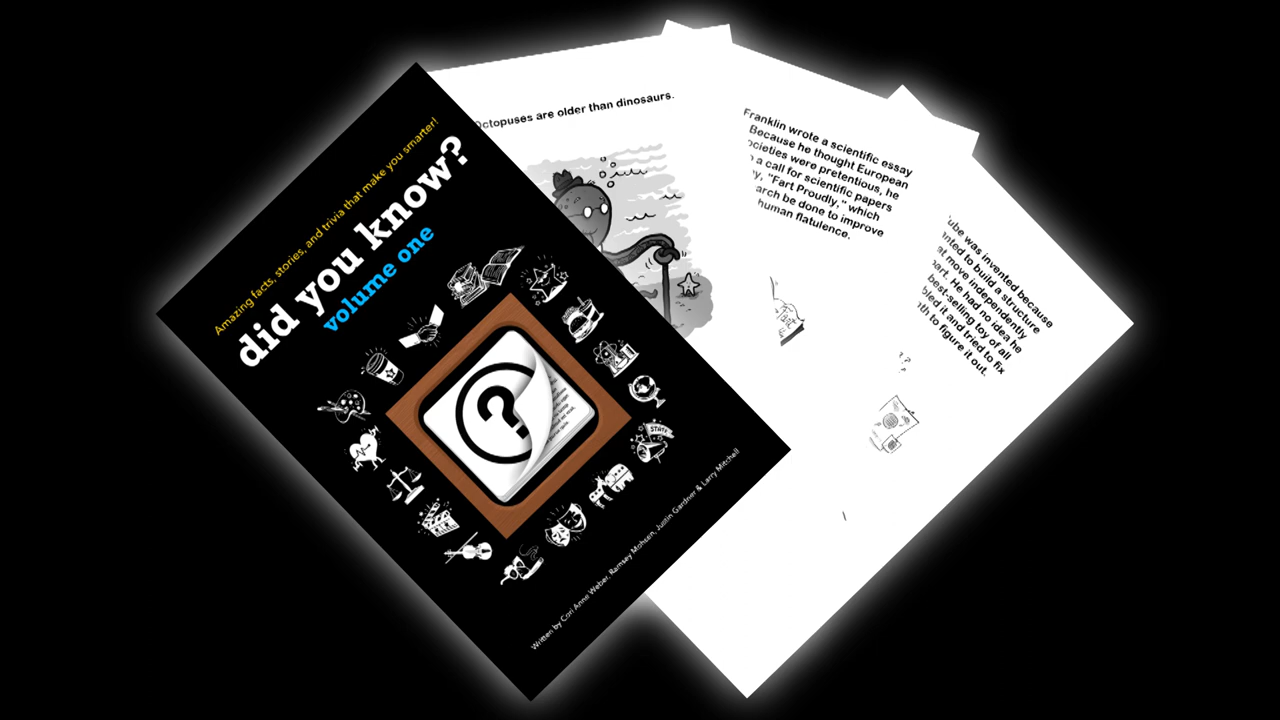 Amazing facts, stories, and trivia that make you smarter!
did you know?
volume one
?
STATE
Written by Cori Anne Weber, Ramsey Mohsen, Justin Gardner & Larry Mitchell
Octopuses are older than dinosaurs.
Franklin wrote a scientific essay
Because he thought European
ocieties were pretentious, he
a call for scientific papers
y, "Fart Proudly," which
arch be done to improve
human flatulence.
FART
?
?
ube was invented because
nted to build a structure
at move independently
part. He had no idea he
best-selling toy of all
bled it and tried to fix
th to figure it out.